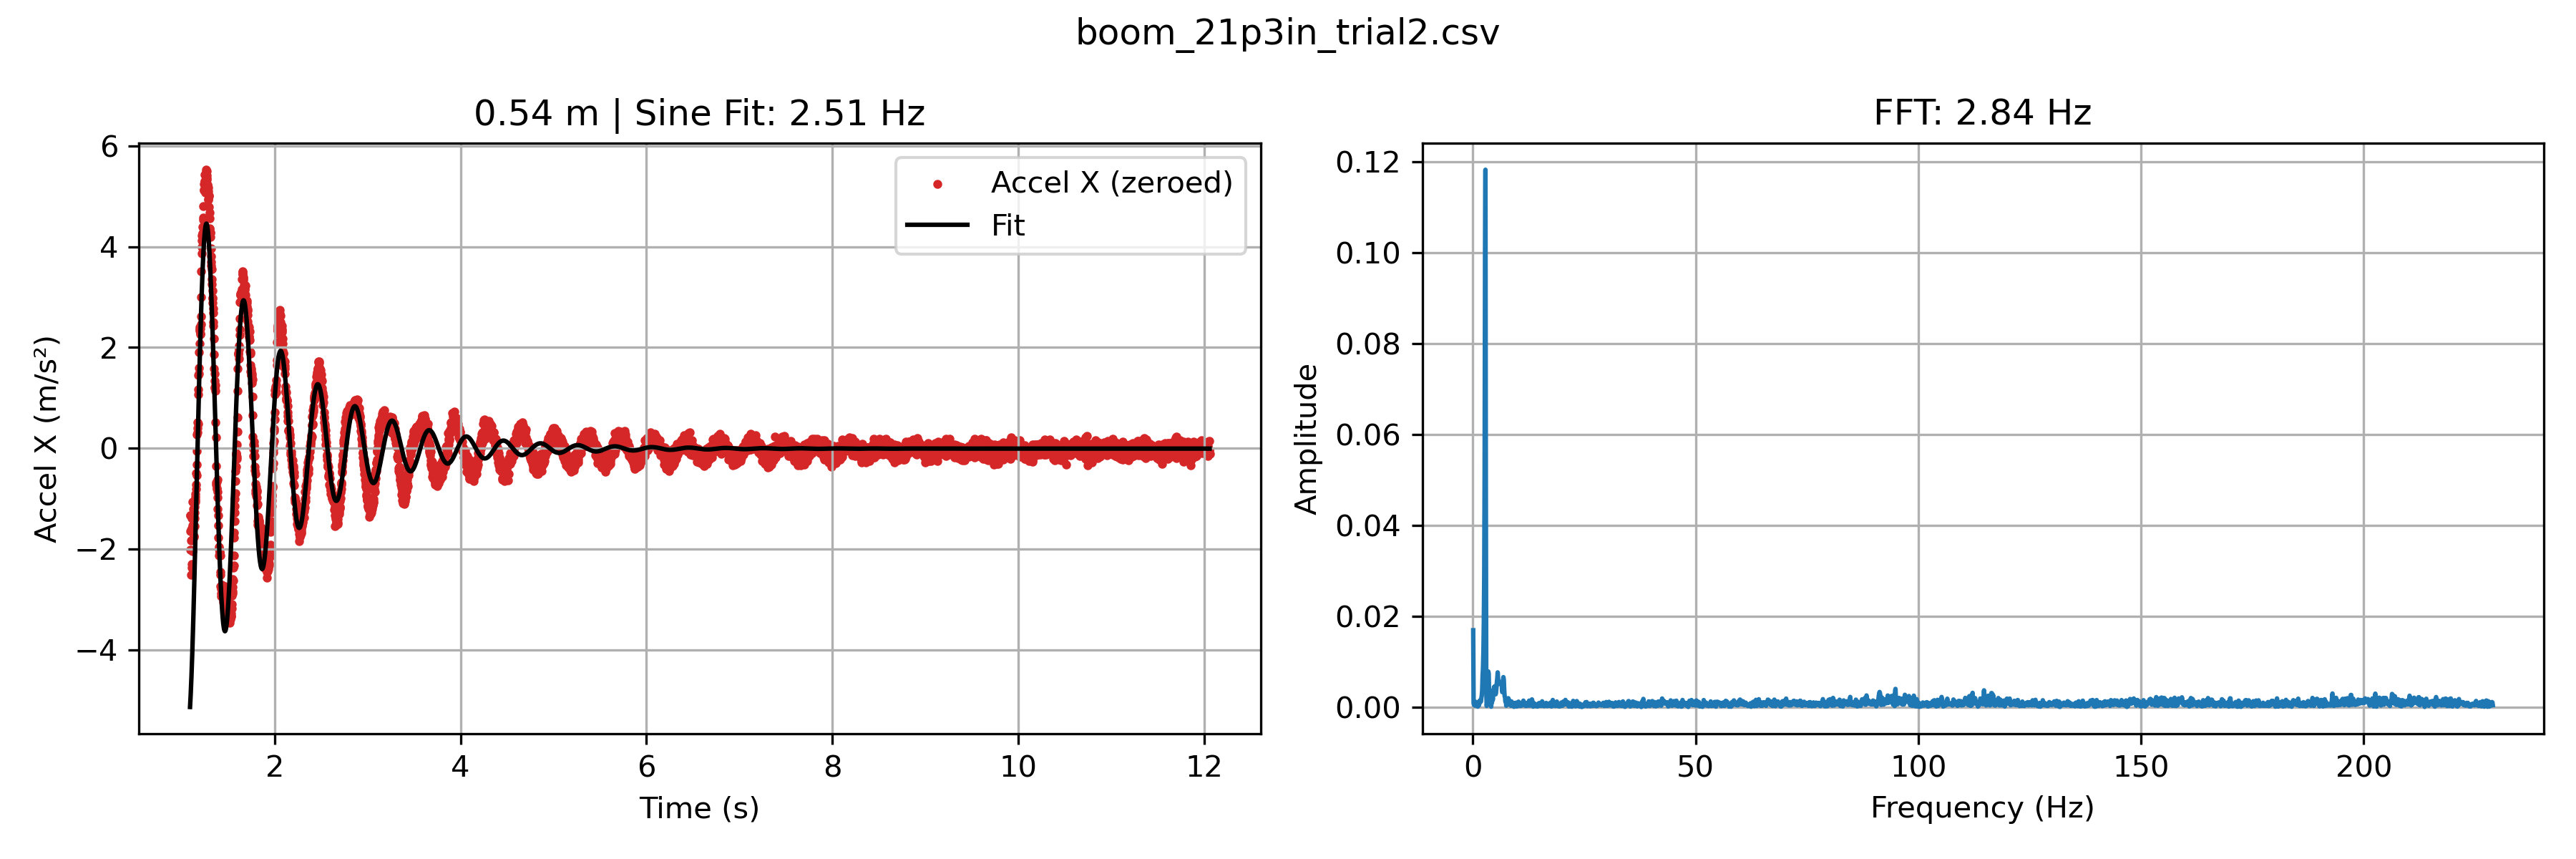 boom_21p3in_trial2.csv
0.54 m | Sine Fit: 2.51 Hz
6
4
2
0
−2
−4
Accel X (m/s²)
Accel X (zeroed)
Fit
2
4
6
8
10
12
Time (s)
FFT: 2.84 Hz
0.12
0.10
0.08
0.06
0.04
0.02
0.00
Amplitude
0
50
100
150
200
Frequency (Hz)